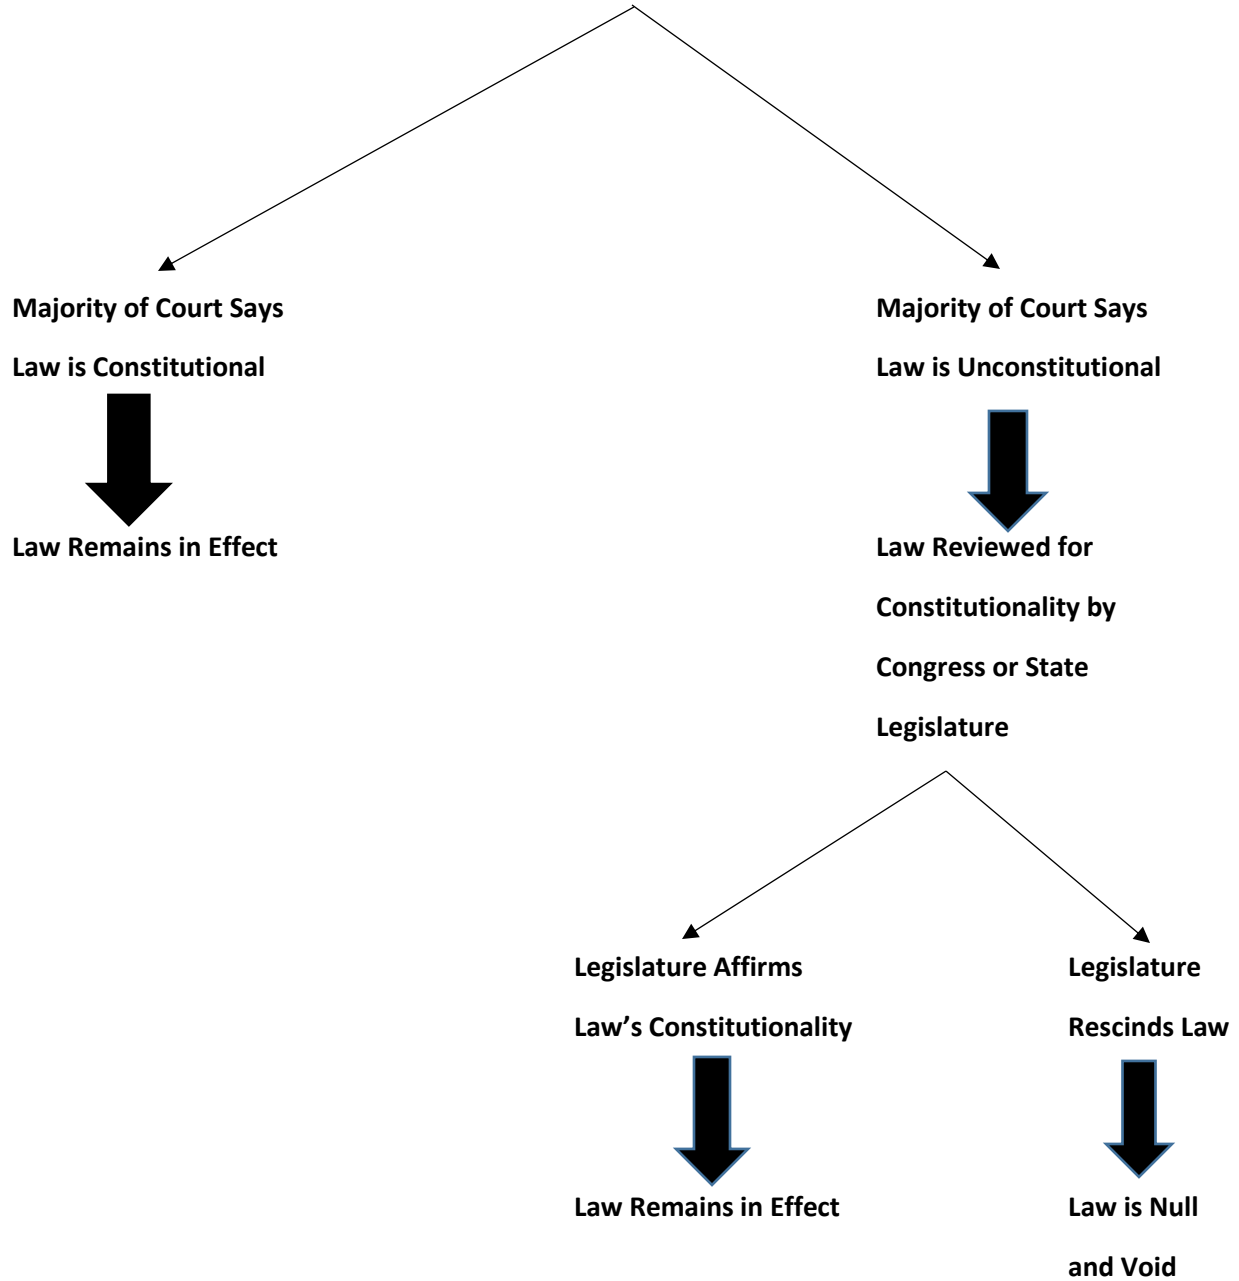 Majority of Court Says
Law is Constitutional
Law Remains in Effect
Majority of Court Says
Law is Unconstitutional
Law Reviewed for
Constitutionality by
Congress or State
Legislature
Legislature Affirms
Law’s Constitutionality
Law Remains in Effect
Legislature
Rescinds Law
Law is Null
and Void